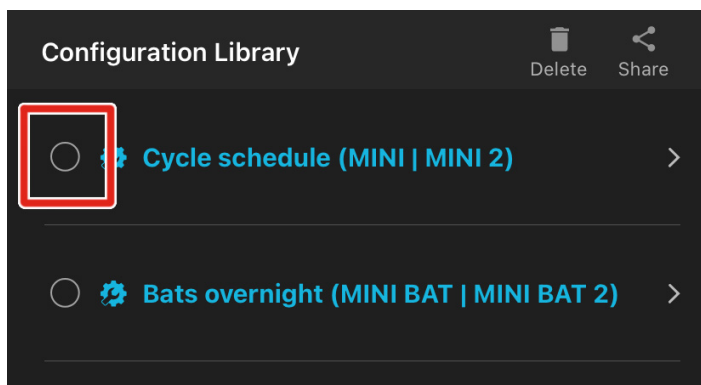 Configuration Library
Delete
Share
Cycle schedule (MINI | MINI 2)
Bats overnight (MINI BAT | MINI BAT 2)